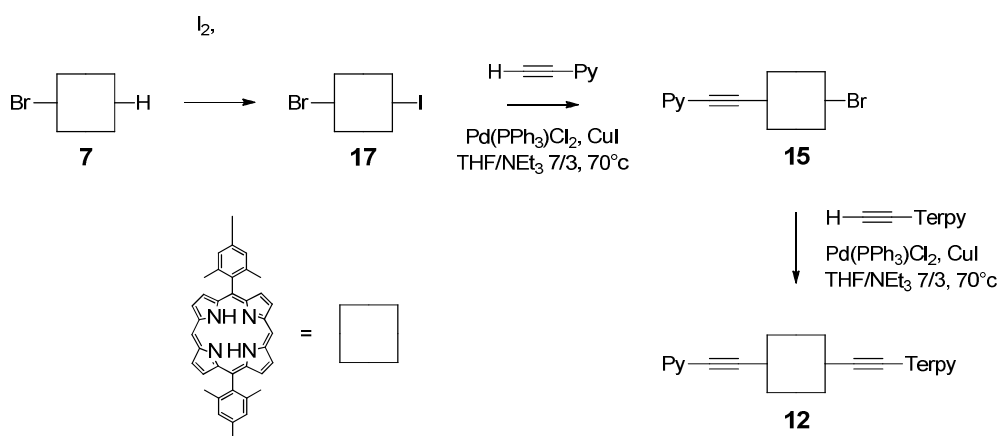 I2,
Br
H
7
Br
I
17
H
Py
Pd(PPh3)Cl2, CuI
THF/NEt3 7/3, 70°c
Py
Br
15
H
Terpy
Pd(PPh3)Cl2, CuI
THF/NEt3 7/3, 70°c
NH N
N HN
=
Py
Terpy
12